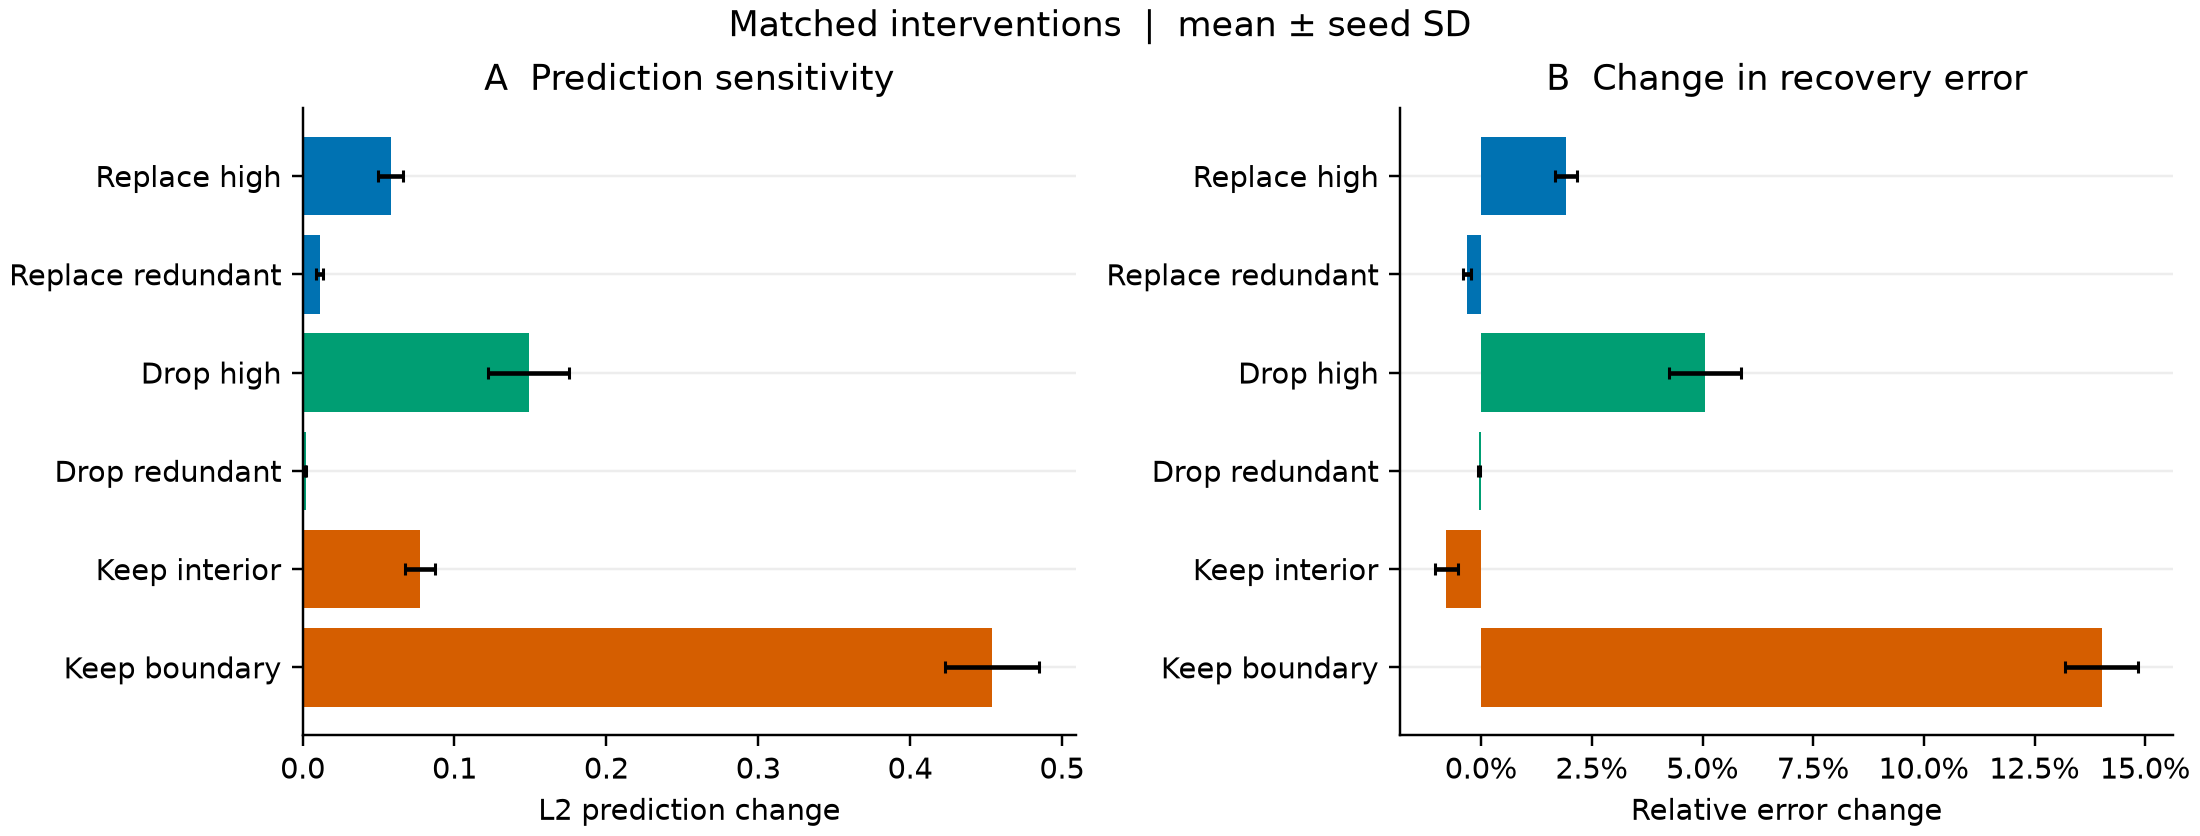 Matched interventions | mean ± seed SD
A Prediction sensitivity
Replace high
Replace redundant
Drop high
Drop redundant
Keep interior
Keep boundary
0.0 0.1 0.2 0.3 0.4 0.5
L2 prediction change
B Change in recovery error
Replace high
Replace redundant
Drop high
Drop redundant
Keep interior
Keep boundary
0.0% 2.5% 5.0% 7.5% 10.0% 12.5% 15.0%
Relative error change